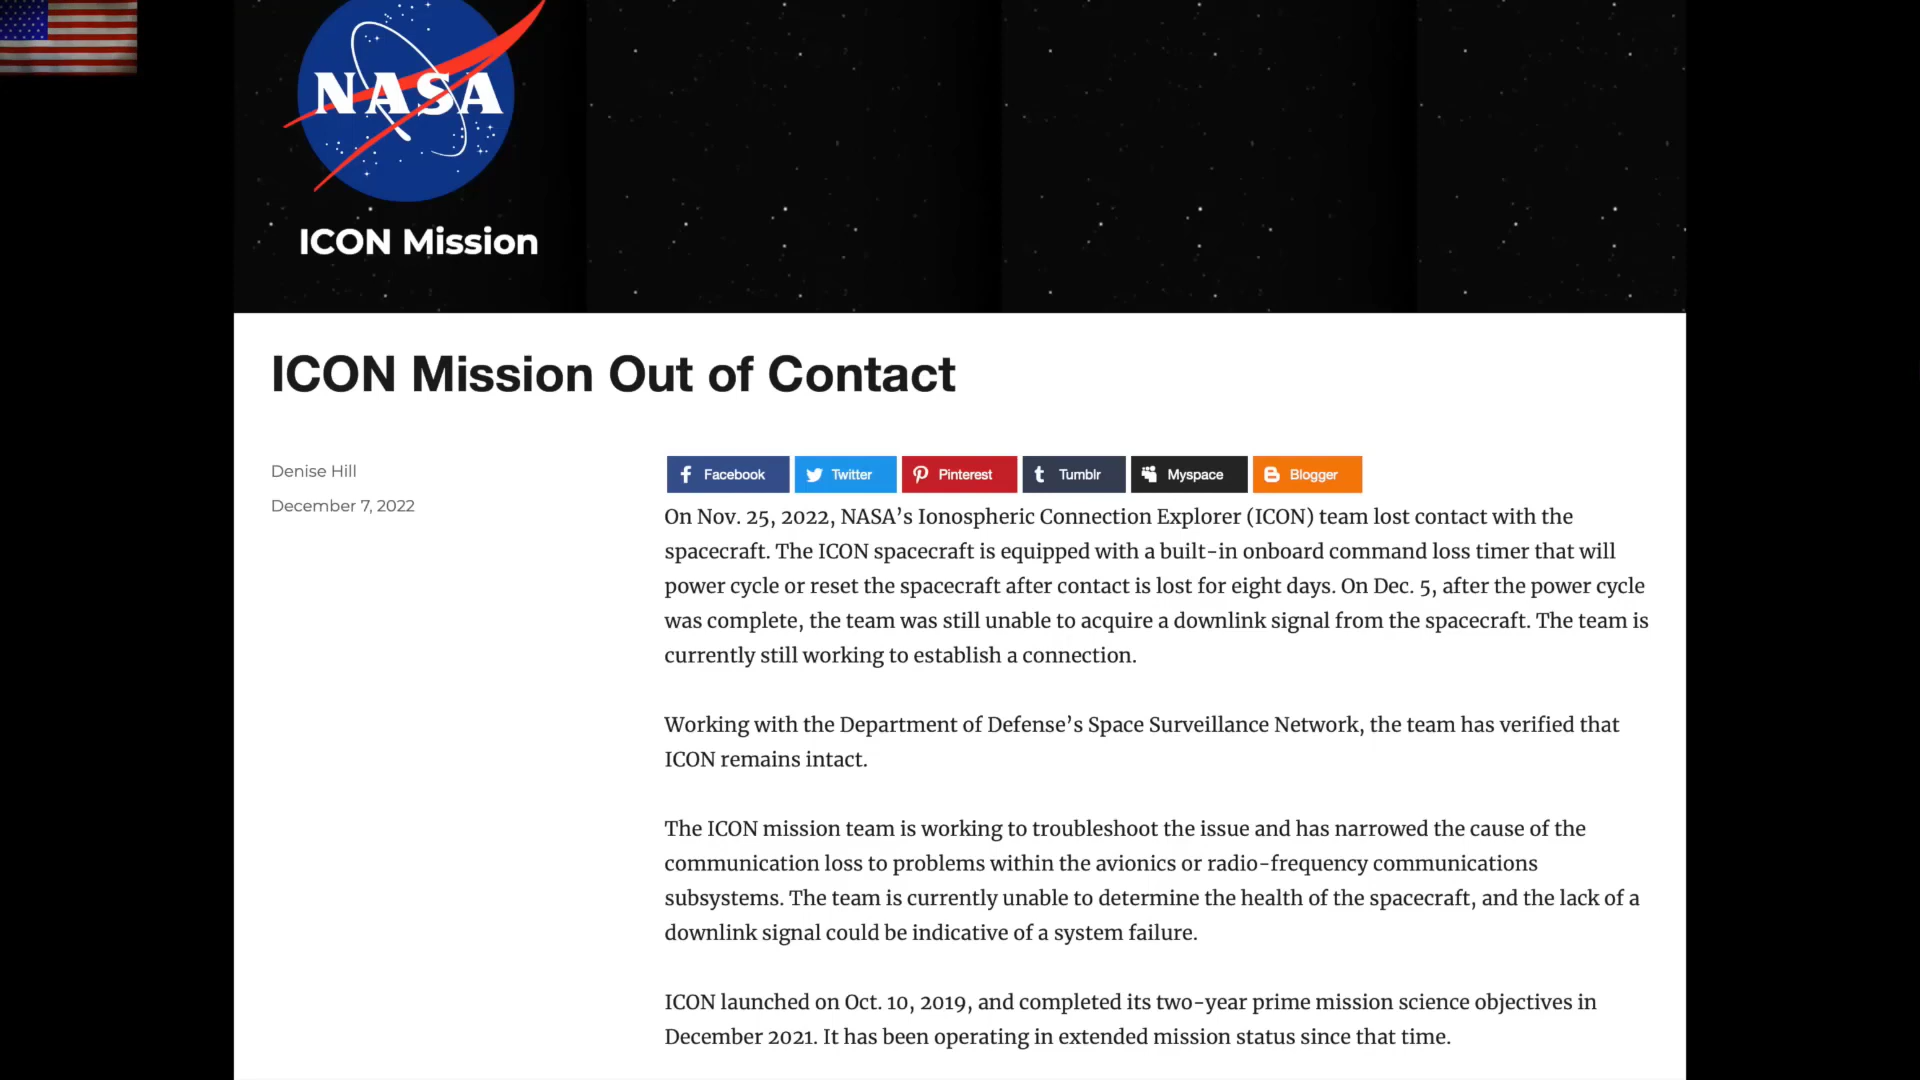 NASA
ICON Mission
ICON Mission Out of Contact
Denise Hill
December 7, 2022
Facebook Twitter Pinterest Tumblr Myspace Blogger
On Nov. 25, 2022, NASA’s Ionospheric Connection Explorer (ICON) team lost contact with the
spacecraft. The ICON spacecraft is equipped with a built-in onboard command loss timer that will
power cycle or reset the spacecraft after contact is lost for eight days. On Dec. 5, after the power cycle
was complete, the team was still unable to acquire a downlink signal from the spacecraft. The team is
currently still working to establish a connection.
Working with the Department of Defense’s Space Surveillance Network, the team has verified that
ICON remains intact.
The ICON mission team is working to troubleshoot the issue and has narrowed the cause of the
communication loss to problems within the avionics or radio-frequency communications
subsystems. The team is currently unable to determine the health of the spacecraft, and the lack of a
downlink signal could be indicative of a system failure.
ICON launched on Oct. 10, 2019, and completed its two-year prime mission science objectives in
December 2021. It has been operating in extended mission status since that time.